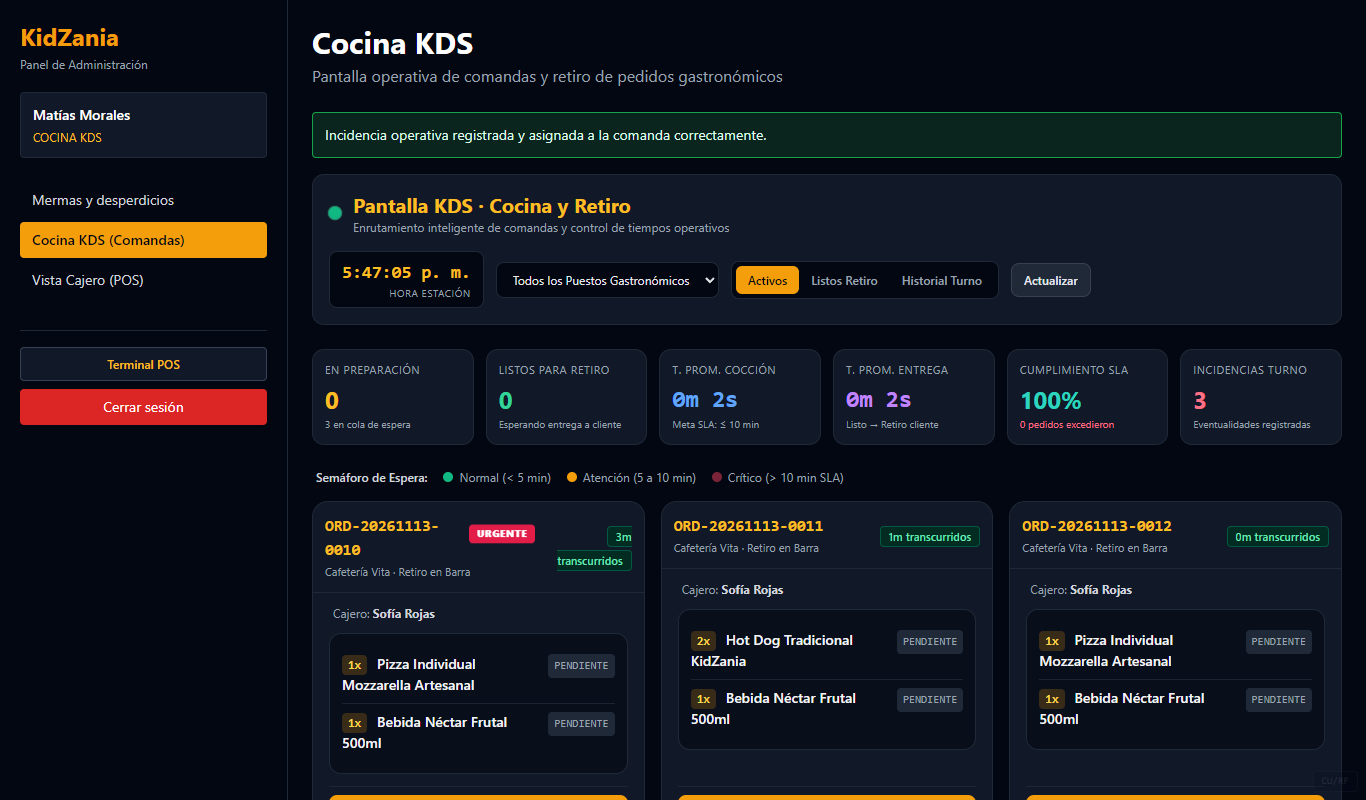 KidZania
Panel de Administración
Matías Morales
COCINA KDS
Mermas y desperdicios
Cocina KDS (Comandas)
Vista Cajero (POS)
Terminal POS
Cerrar sesión
Cocina KDS
Pantalla operativa de comandas y retiro de pedidos gastronómicos
Incidencia operativa registrada y asignada a la comanda correctamente.
Pantalla KDS · Cocina y Retiro
Enrutamiento inteligente de comandas y control de tiempos operativos
5:47:05 p. m.
HORA ESTACIÓN
Todos los Puestos Gastronómicos
Activos
Listos Retiro
Historial Turno
Actualizar
EN PREPARACIÓN
0
3 en cola de espera
LISTOS PARA RETIRO
0
Esperando entrega a cliente
T. PROM. COCCIÓN
0m 2s
Meta SLA: ≤ 10 min
T. PROM. ENTREGA
0m 2s
Listo → Retiro cliente
CUMPLIMIENTO SLA
100%
0 pedidos excedieron
INCIDENCIAS TURNO
3
Eventualidades registradas
Semáforo de Espera:
Normal (< 5 min)
Atención (5 a 10 min)
Crítico (> 10 min SLA)
ORD-20261113-
0010
URGENTE
3m
transcurridos
Cafetería Vita · Retiro en Barra
Cajero: Sofía Rojas
1x Pizza Individual
Mozzarella Artesanal
PENDIENTE
1x Bebida Néctar Frutal
500ml
PENDIENTE
ORD-20261113-0011
Cafetería Vita · Retiro en Barra
1m transcurridos
Cajero: Sofía Rojas
2x Hot Dog Tradicional
KidZania
PENDIENTE
1x Bebida Néctar Frutal
500ml
PENDIENTE
ORD-20261113-0012
Cafetería Vita · Retiro en Barra
0m transcurridos
Cajero: Sofía Rojas
1x Pizza Individual
Mozzarella Artesanal
PENDIENTE
1x Bebida Néctar Frutal
500ml
PENDIENTE